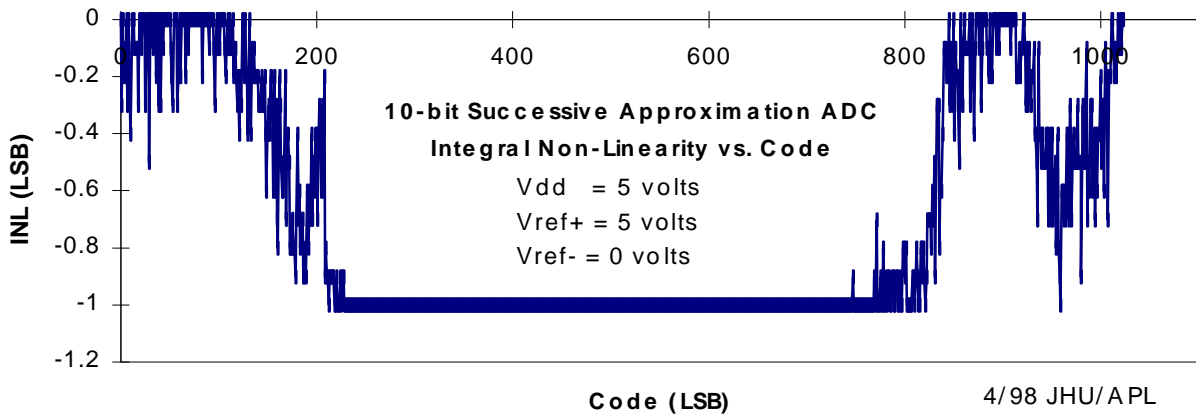 0
0
200
400
600
800
1000
-0.2
10-bit Successive Approximation ADC
-0.4
Integral Non-Linearity vs. Code
INL (LSB)
Vdd = 5 volts
-0.6
Vref+ = 5 volts
-0.8
Vref- = 0 volts
-1
-1.2
Code (LSB)
4/98 JHU/APL